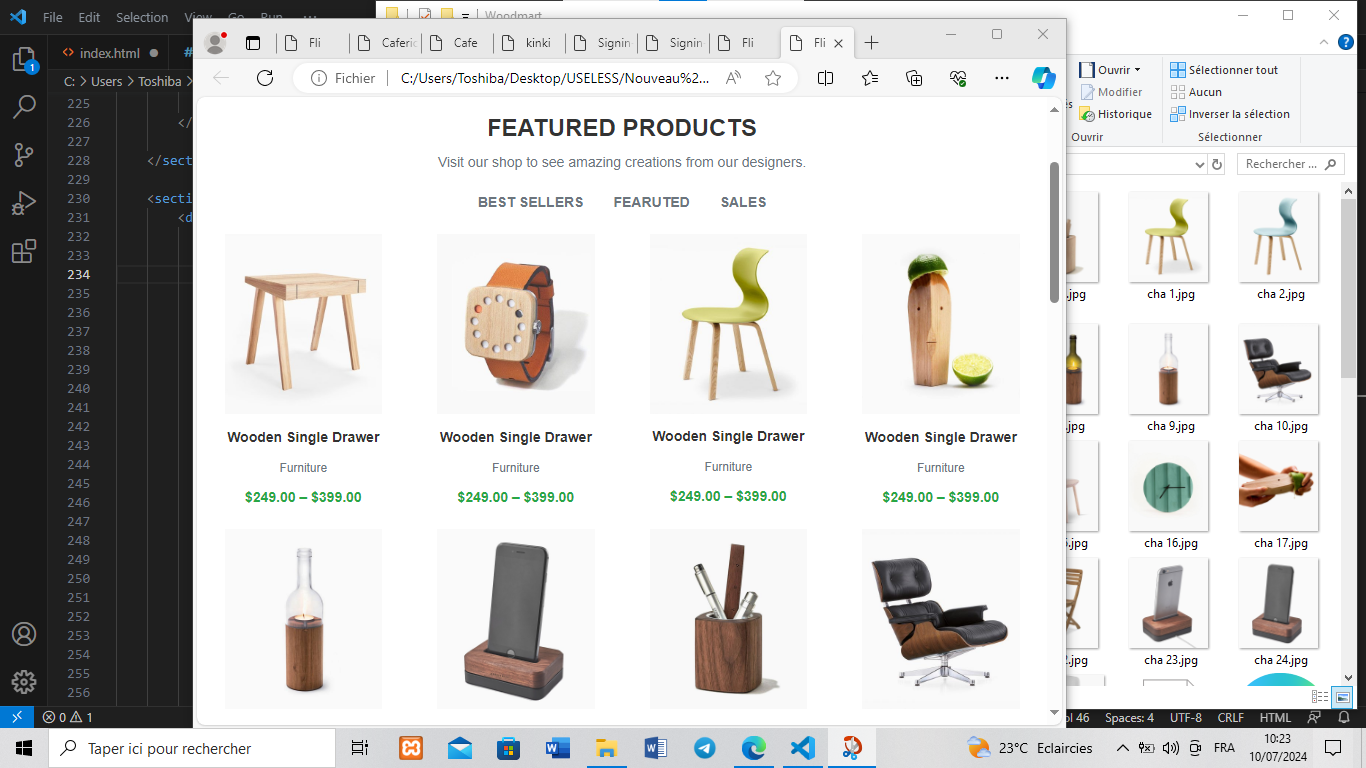 File Edit Selection View Go Run ...
Woodmart
index.html
C: > Users > Toshiba >
Fli
Caferic
Cafe
kinki
Signin
Signin
Fli
Fli
Fichier
C:/Users/Toshiba/Desktop/USELESS/Nouveau%2...
Ouvrir
Modifier
Historique
Ouvrir
Sélectionner tout
Aucun
Inverser la sélection
Sélectionner
Rechercher ...
FEATURED PRODUCTS
Visit our shop to see amazing creations from our designers.
BEST SELLERS FEARUTED SALES
Wooden Single Drawer Wooden Single Drawer Wooden Single Drawer Wooden Single Drawer
Furniture Furniture Furniture Furniture
$249.00 – $399.00 $249.00 – $399.00 $249.00 – $399.00 $249.00 – $399.00
225
226 </
227
228 </sect
229
230 <secti
231 <d
232
233
234
235
236
237
238
239
240
241
242
243
244
245
246
247
248
249
250
251
252
253
254
255
256
.jpg cha 1.jpg cha 2.jpg
cha 9.jpg cha 10.jpg
5.jpg cha 16.jpg cha 17.jpg
2.jpg cha 23.jpg cha 24.jpg
0 1
ol 46 Spaces: 4 UTF-8 CRLF HTML
Taper ici pour rechercher
23°C Eclaircies
FRA
10:23
10/07/2024